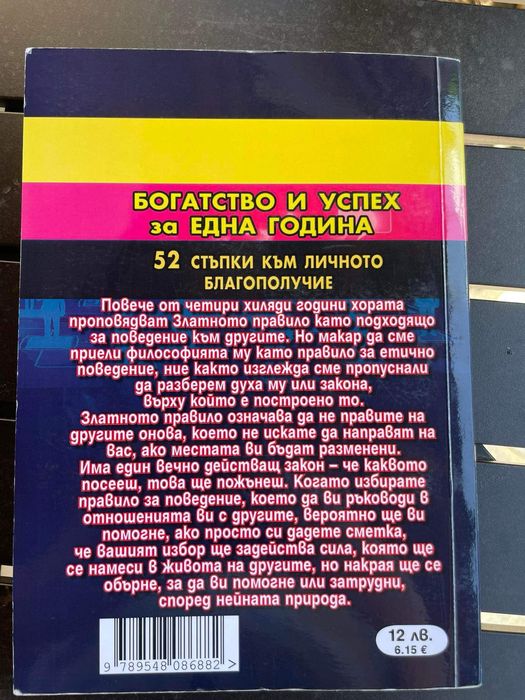 БОГАТСТВО И УСПЕХ
за ЕДНА ГОДИНА
52 СТЪПКИ КЪМ ЛИЧНОТО
БЛАГОПОЛУЧИЕ
Повече от четири хиляди години хората
проповядват Златното правило като подходящо
за поведение към другите. Но макар да сме
приели философията му като правило за етично
поведение, ние както изглежда сме пропуснали
да разберем духа му или закона,
върху който е построено то.
Златното правило означава да не правите на
другите онова, което не искате да направят на
вас, ако местата ви бъдат разменени.
Има един вечно действащ закон – че каквото
посееш, това ще пожънеш. Когато избирате
правило за поведение, което да ви ръководи в
отношенията ви с другите, вероятно ще ви
помогне, ако просто си дадете сметка,
че вашият избор ще задейства сила, която ще
се намеси в живота на другите, но накрая ще се
обърне, за да ви помогне или затрудни,
според нейната природа.
12 лв.
6.15 €
9 789548 086882 >